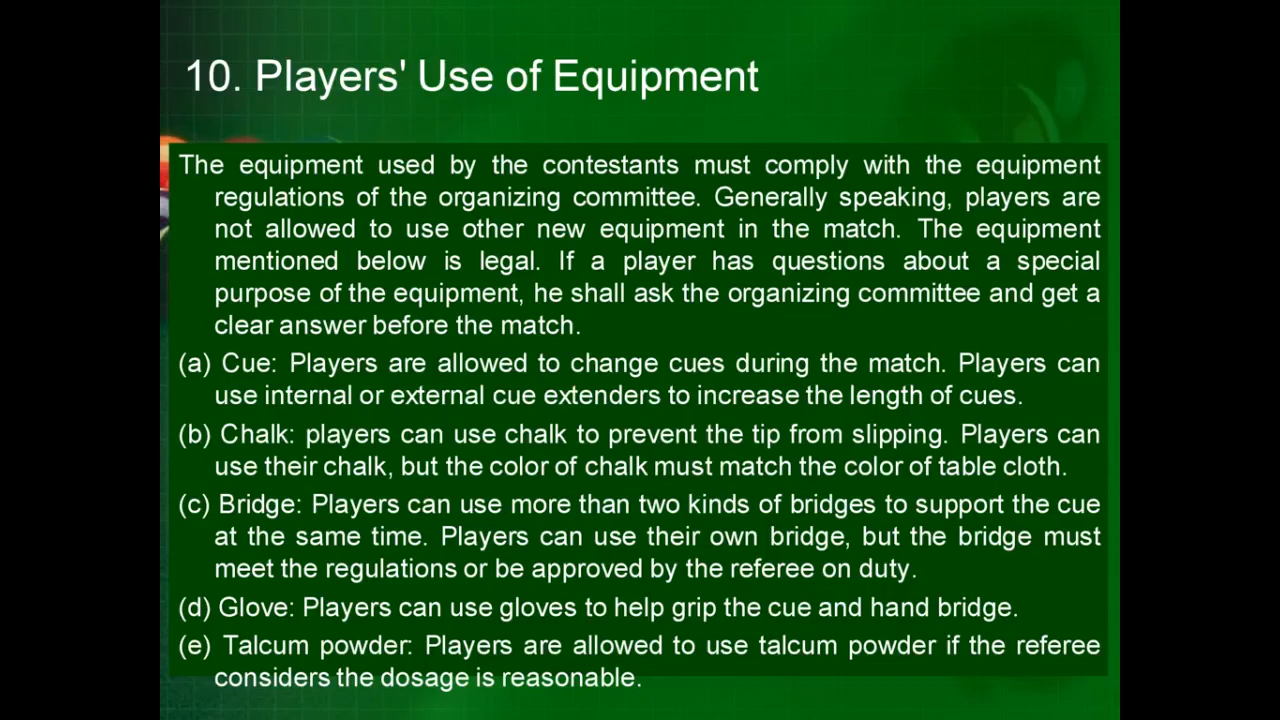 10. Players' Use of Equipment
The equipment used by the contestants must comply with the equipment
regulations of the organizing committee. Generally speaking, players are
not allowed to use other new equipment in the match. The equipment
mentioned below is legal. If a player has questions about a special
purpose of the equipment, he shall ask the organizing committee and get a
clear answer before the match.
(a) Cue: Players are allowed to change cues during the match. Players can
use internal or external cue extenders to increase the length of cues.
(b) Chalk: players can use chalk to prevent the tip from slipping. Players can
use their chalk, but the color of chalk must match the color of table cloth.
(c) Bridge: Players can use more than two kinds of bridges to support the cue
at the same time. Players can use their own bridge, but the bridge must
meet the regulations or be approved by the referee on duty.
(d) Glove: Players can use gloves to help grip the cue and hand bridge.
(e) Talcum powder: Players are allowed to use talcum powder if the referee
considers the dosage is reasonable.